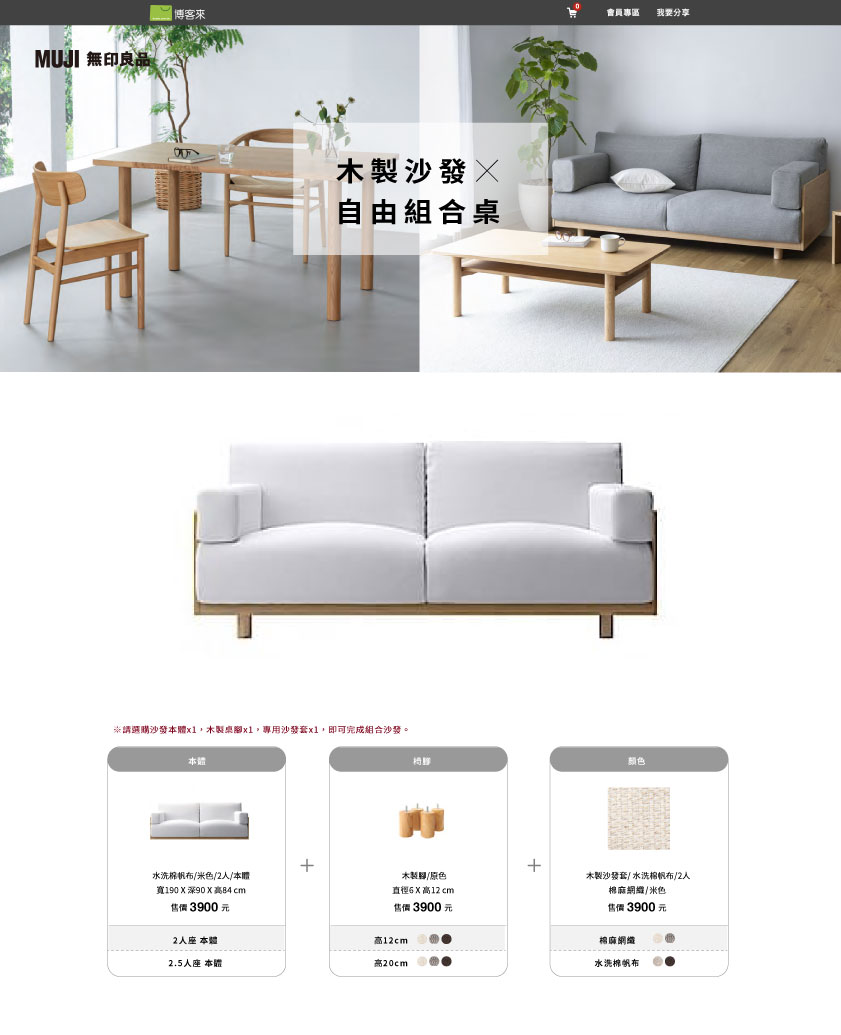 博客來
0
會員專區
我要分享
MUJI 無印良品
木製沙發×
自由組合桌
※請選購沙發本體x1，木製桌腳x1，專用沙發套x1，即可完成組合沙發。
本體
水洗棉帆布/米色/2人/本體
寬190 X 深90 X 高84 cm
售價 3900 元
2人座 本體
2.5人座 本體
+
椅腳
木製腳/原色
直徑6 X 高12 cm
售價 3900 元
高12cm
高20cm
+
顏色
木製沙發套/ 水洗棉帆布/2人
棉麻網織/米色
售價 3900 元
棉麻網織
水洗棉帆布